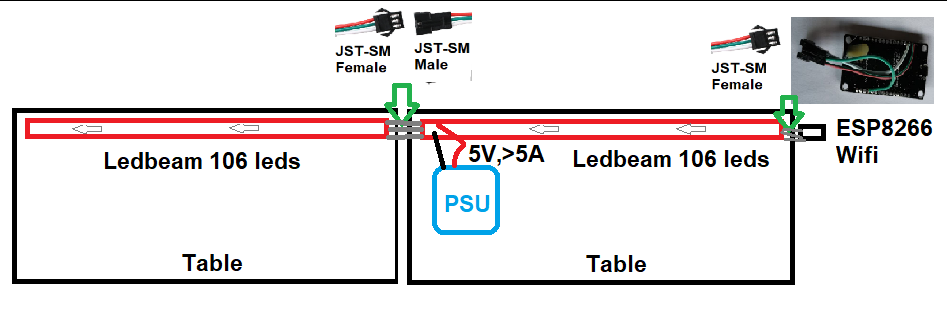 JST-SM
Female
JST-SM
Male
JST-SM
Female
ESP8266
Wifi
Ledbeam 106 leds
5V,>5A
Ledbeam 106 leds
PSU
Table
Table